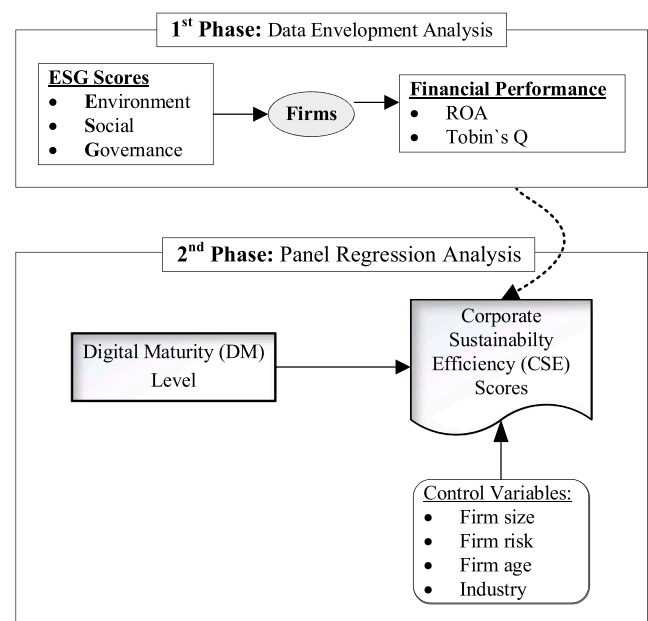 1st Phase: Data Envelopment Analysis
ESG Scores
• Environment
• Social
• Governance
Firms
Financial Performance
• ROA
• Tobin`s Q
2nd Phase: Panel Regression Analysis
Digital Maturity (DM)
Level
Corporate
Sustainabilty
Efficiency (CSE)
Scores
Control Variables:
• Firm size
• Firm risk
• Firm age
• Industry